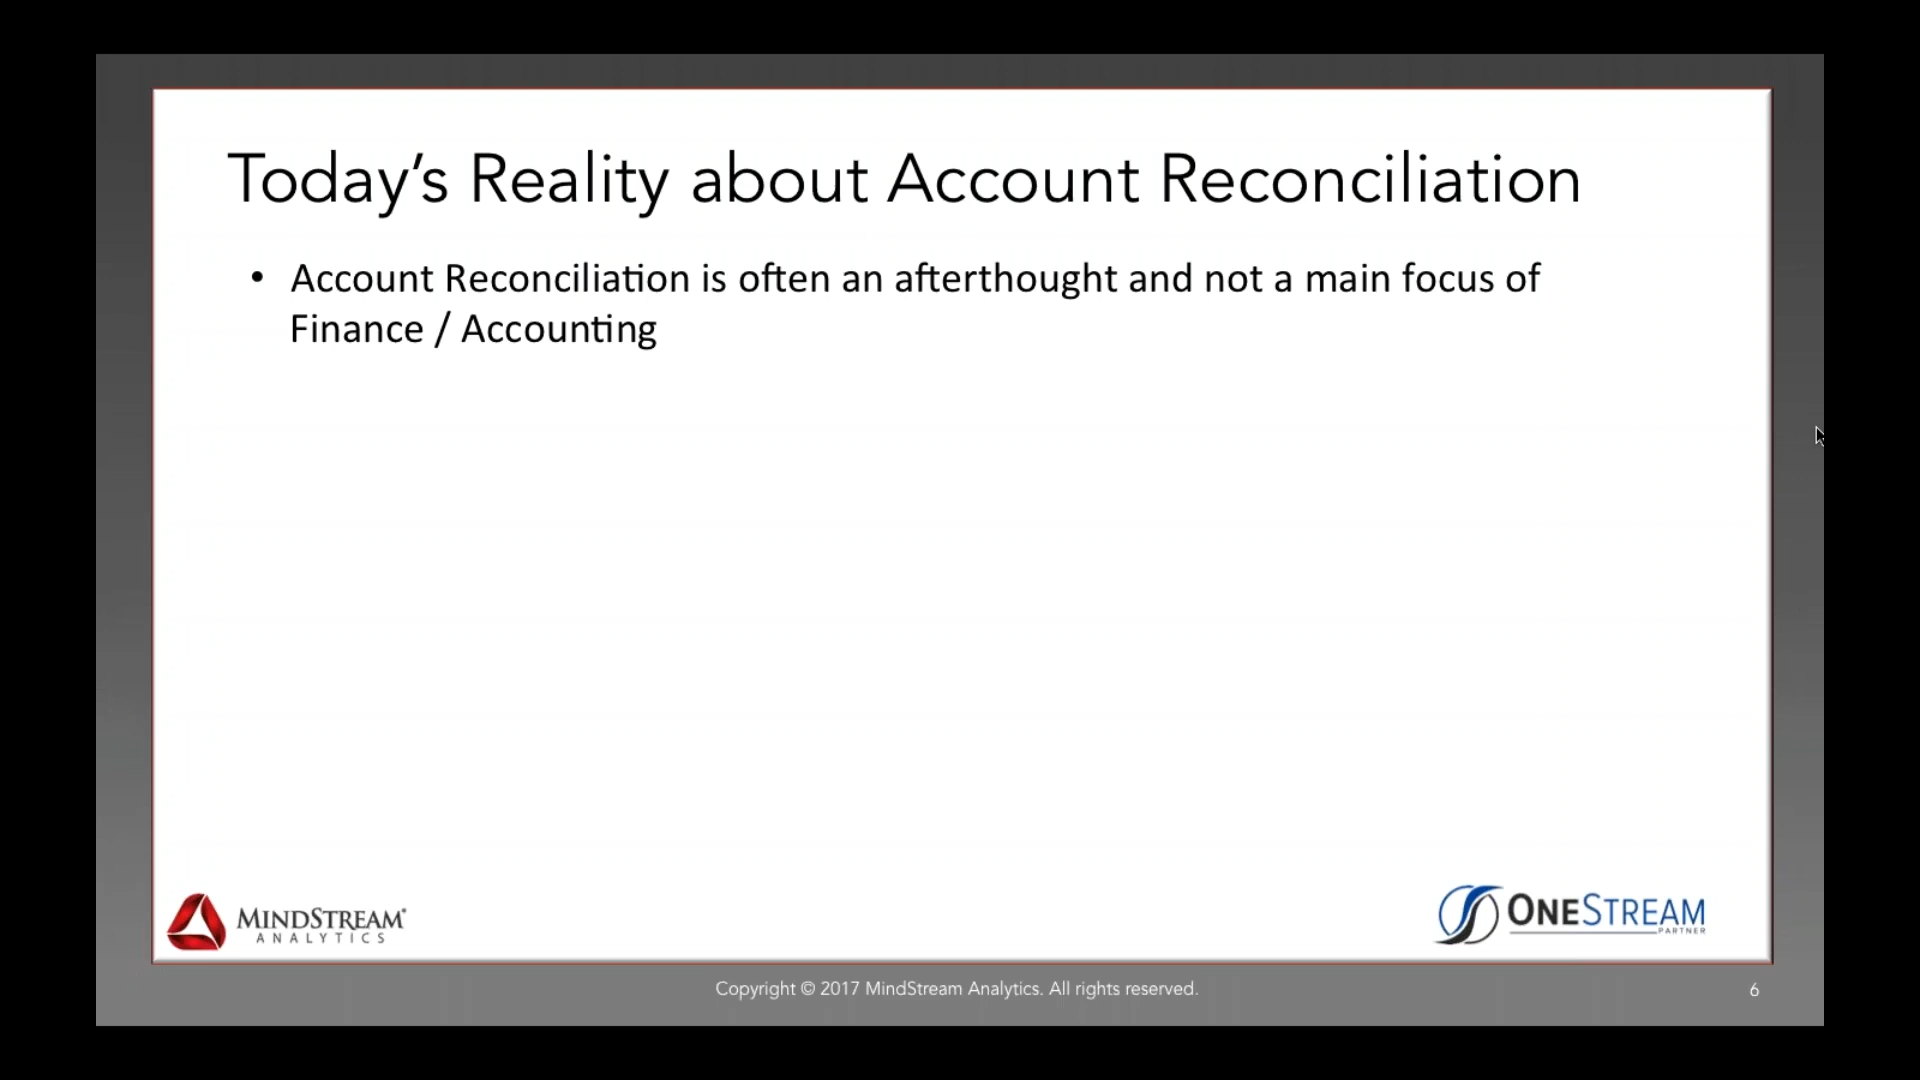 Today's Reality about Account Reconciliation
• Account Reconciliation is often an afterthought and not a main focus of
Finance / Accounting
MINDSTREAM®
ANALYTICS
ONESTREAM
PARTNER
Copyright © 2017 MindStream Analytics. All rights reserved.
6